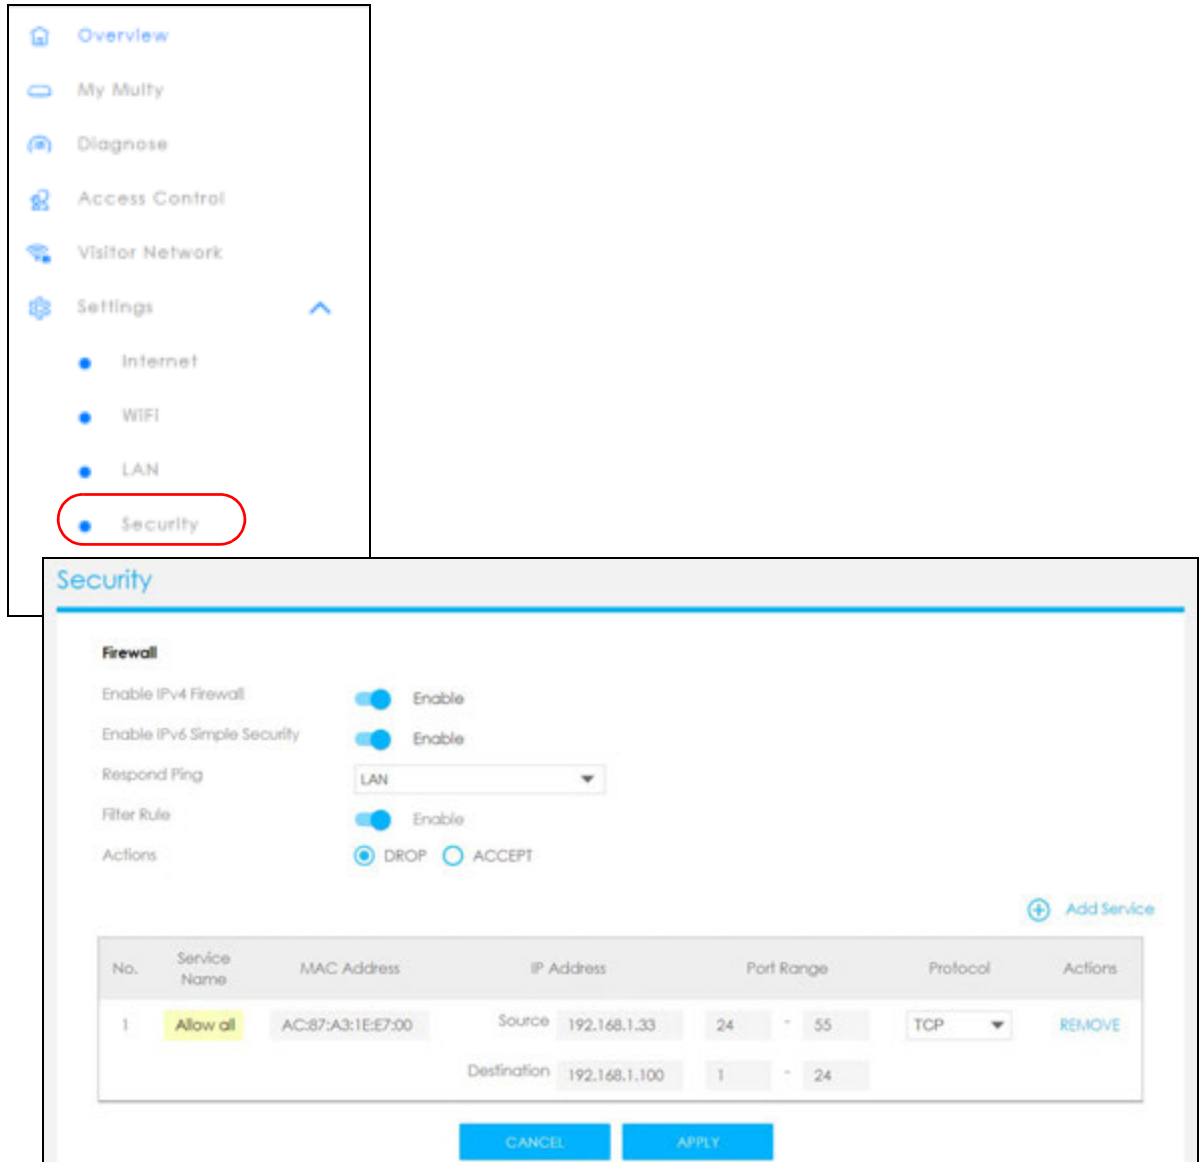 Overview
My Multy
Diagnose
Access Control
Visitor Network
Settings
Internet
WiFi
LAN
Security
Security
Firewall
Enable IPv4 Firewall Enable
Enable IPv6 Simple Security Enable
Respond Ping LAN
Filter Rule Enable
Actions DROP ACCEPT
Add Service
No. Service Name MAC Address IP Address Port Range Protocol Actions
1 Allow all AC:87:A3:1E:E7:00 Source 192.168.1.33 24 - 55 TCP REMOVE
Destination 192.168.1.100 1 - 24
CANCEL APPLY